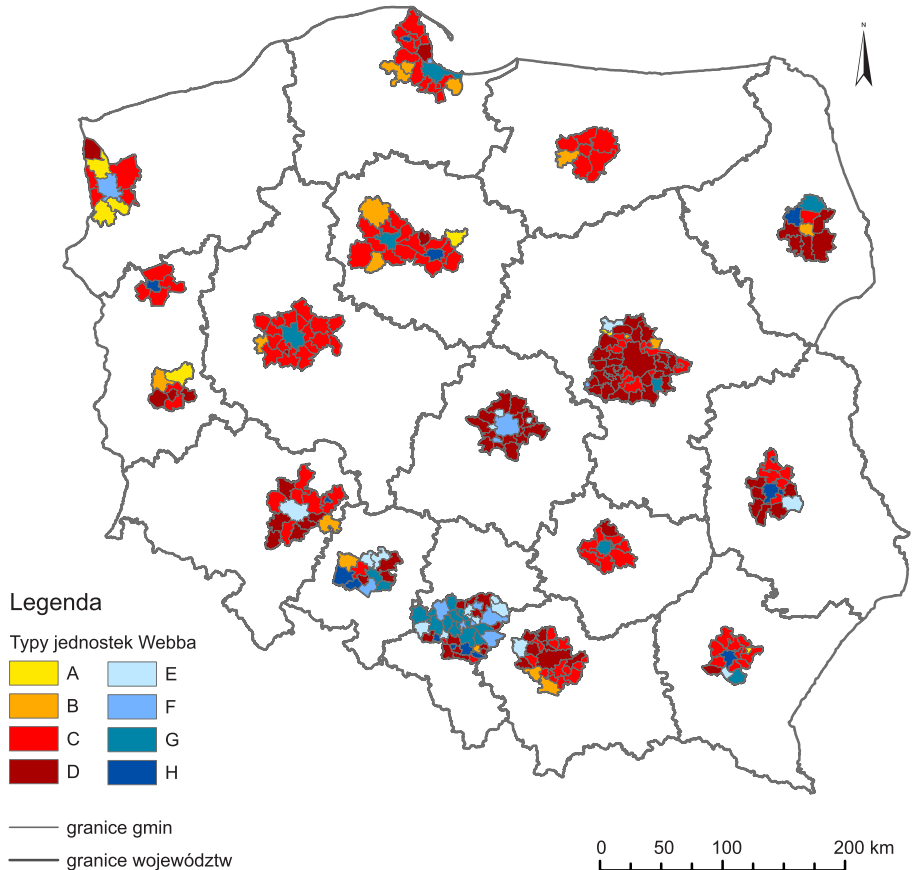 N
Legenda
Typy jednostek Webba
A E
B F
C G
D H
granice gmin
granice województw
0 50 100 200 km